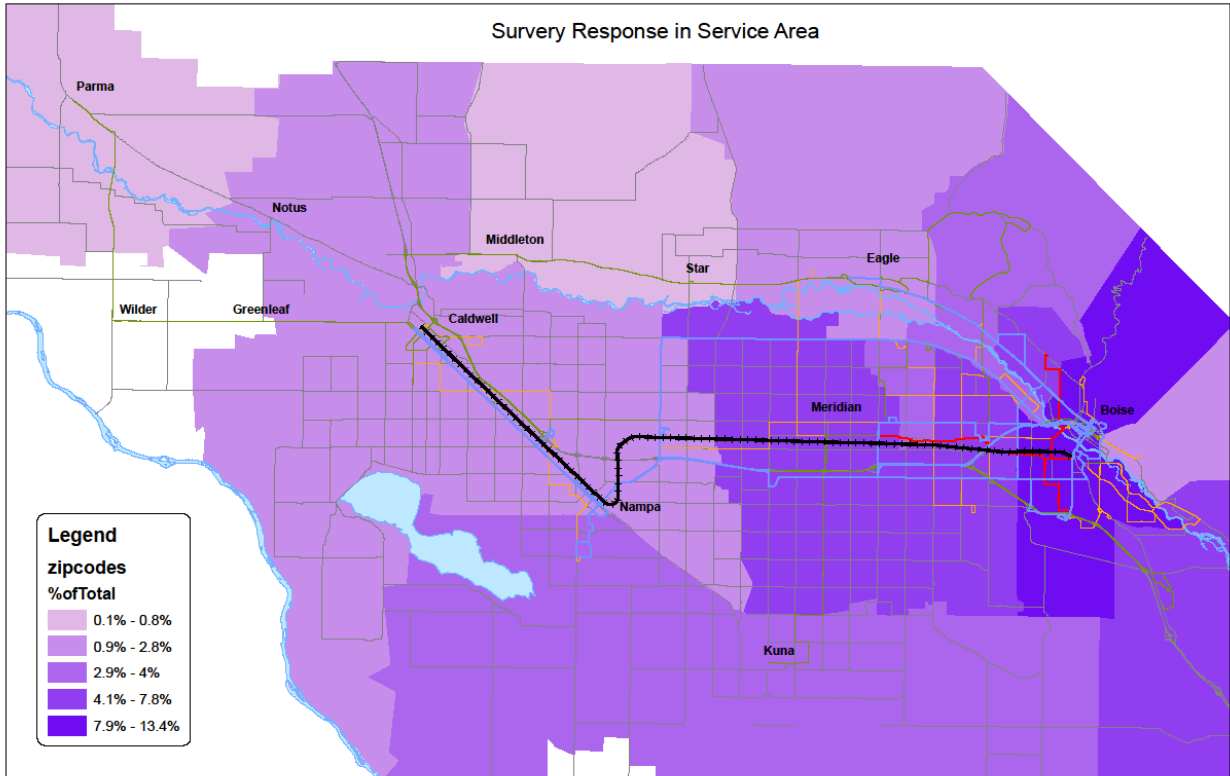 Survery Response in Service Area
Parma
Notus
Middleton
Eagle
Star
Wilder
Greenleaf
Caldwell
Meridian
Boise
Nampa
Kuna
Legend
zipcodes
%ofTotal
0.1% - 0.8%
0.9% - 2.8%
2.9% - 4%
4.1% - 7.8%
7.9% - 13.4%